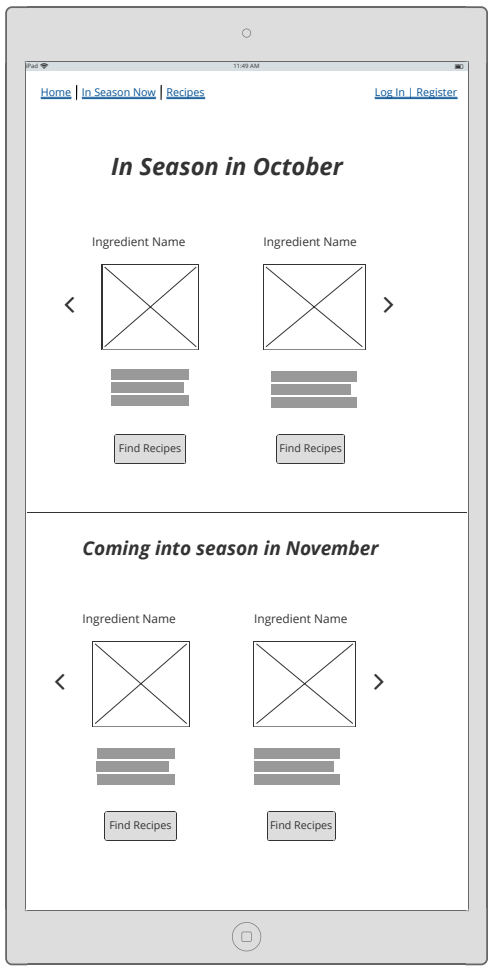 iPad 11:49 AM
Home | In Season Now | Recipes Log In | Register
In Season in October
Ingredient Name Ingredient Name
Find Recipes Find Recipes
Coming into season in November
Ingredient Name Ingredient Name
Find Recipes Find Recipes